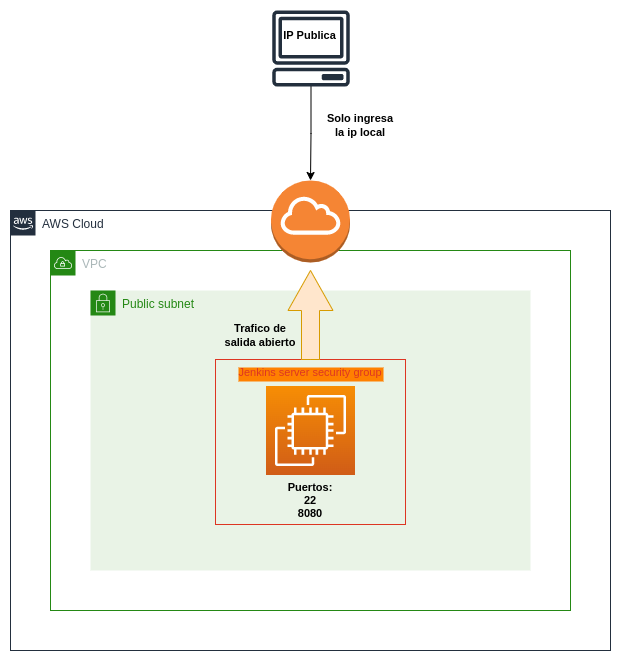 IP Publica
Solo ingresa
la ip local
aws
AWS Cloud
VPC
Public subnet
Trafico de
salida abierto
Jenkins server security group
Puertos:
22
8080